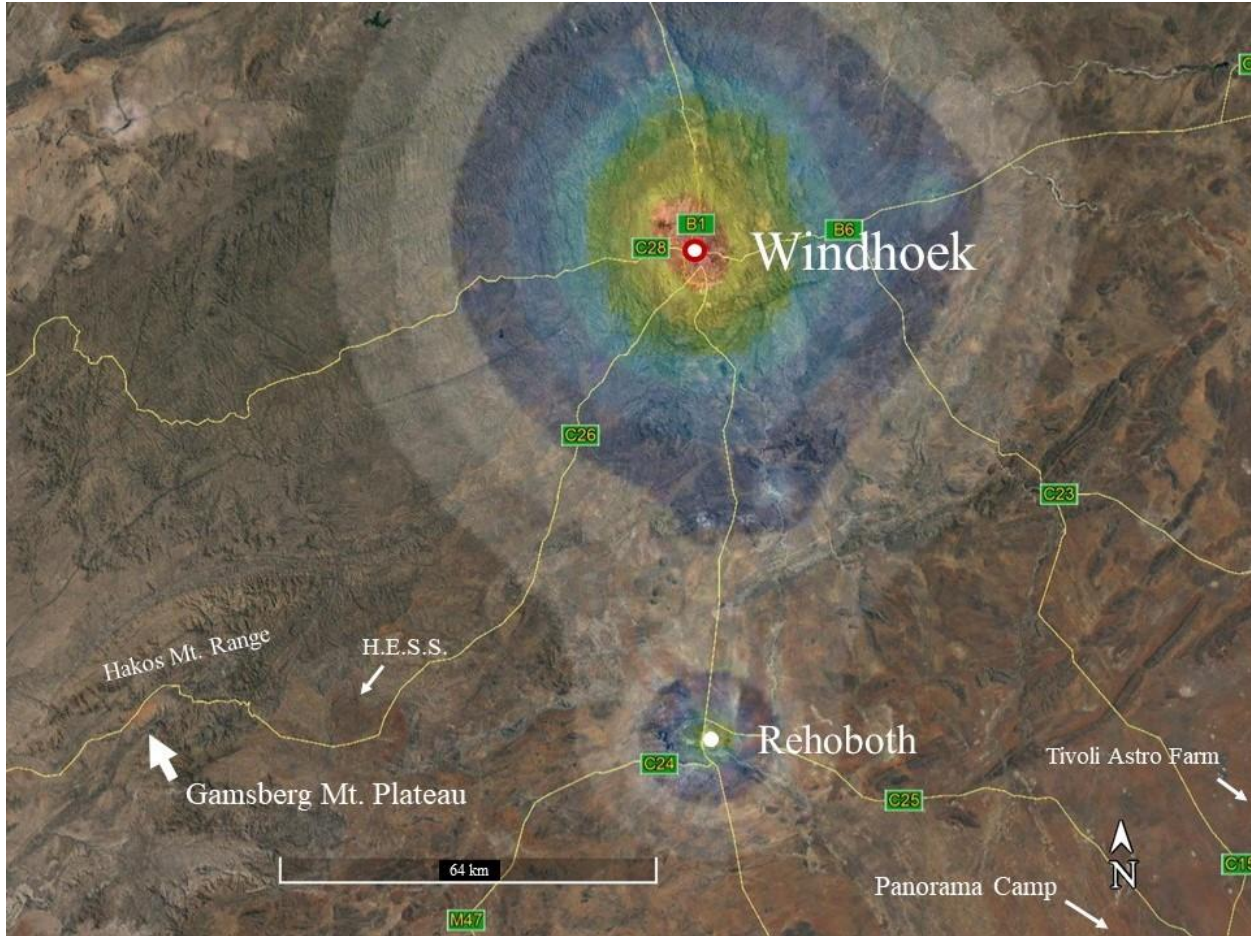 B1
C28
Windhoek
B6
C26
C23
Hakos Mt. Range
H.E.S.S.
Rehoboth
Tivoli Astro Farm
C24
Gamsberg Mt. Plateau
C25
64 km
N
C15
Panorama Camp
M47